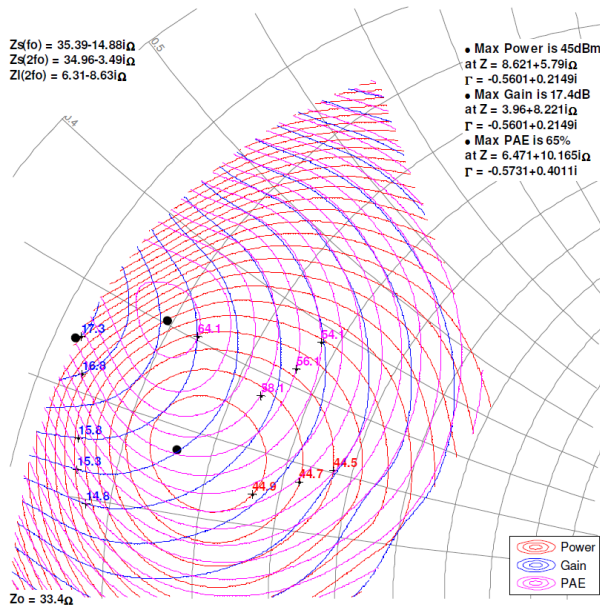 Zs(fo) = 35.39-14.88iΩ
Zs(2fo) = 34.96-3.49iΩ
Zl(2fo) = 6.31-8.63iΩ
0.5
0.4
● Max Power is 45dBm
at Z = 8.621+5.79iΩ
Γ = -0.5601+0.2149i
● Max Gain is 17.4dB
at Z = 3.96+8.221iΩ
Γ = -0.5601+0.2149i
● Max PAE is 65%
at Z = 6.471+10.165iΩ
Γ = -0.5731+0.4011i
17.3
64.1
54.1
16.8
56.1
58.1
15.8
15.3
44.5
44.7
44.9
14.8
Power
Gain
PAE
Zo = 33.4Ω